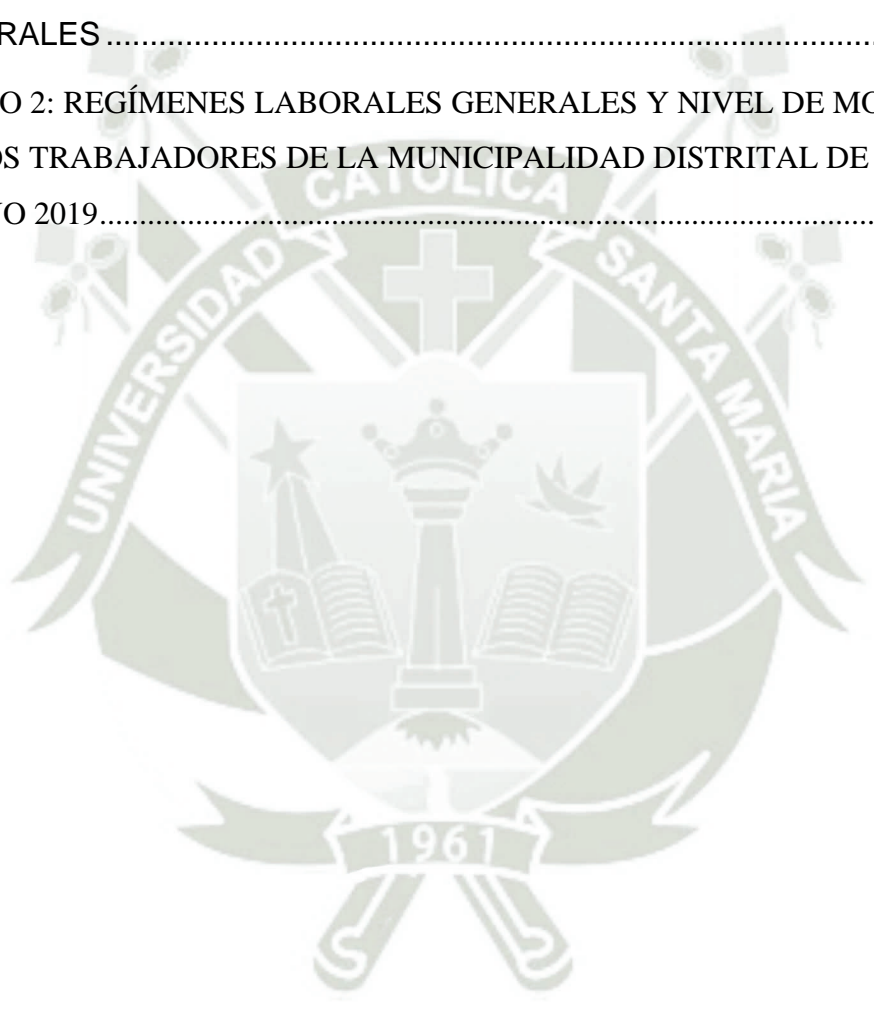 RALES ....................................................................................................
O 2: REGÍMENES LABORALES GENERALES Y NIVEL DE MO
OS TRABAJADORES DE LA MUNICIPALIDAD DISTRITAL DE
O 2019....................................................................................................
UNIVERSIDAD CATOLICA SANTA MARIA
1961